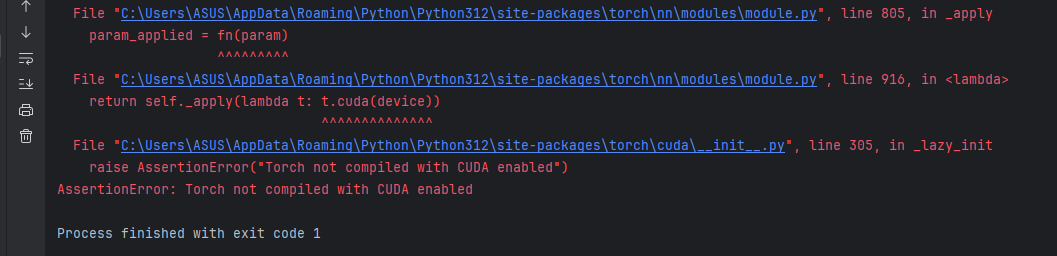 File "C:\Users\ASUS\AppData\Roaming\Python\Python312\site-packages\torch\nn\modules\module.py", line 805, in _apply
param_applied = fn(param)
^^^^^^^^^
File "C:\Users\ASUS\AppData\Roaming\Python\Python312\site-packages\torch\nn\modules\module.py", line 916, in <lambda>
return self._apply(lambda t: t.cuda(device))
^^^^^^^^^^^^^^
File "C:\Users\ASUS\AppData\Roaming\Python\Python312\site-packages\torch\cuda\__init__.py", line 305, in _lazy_init
raise AssertionError("Torch not compiled with CUDA enabled")
AssertionError: Torch not compiled with CUDA enabled
Process finished with exit code 1